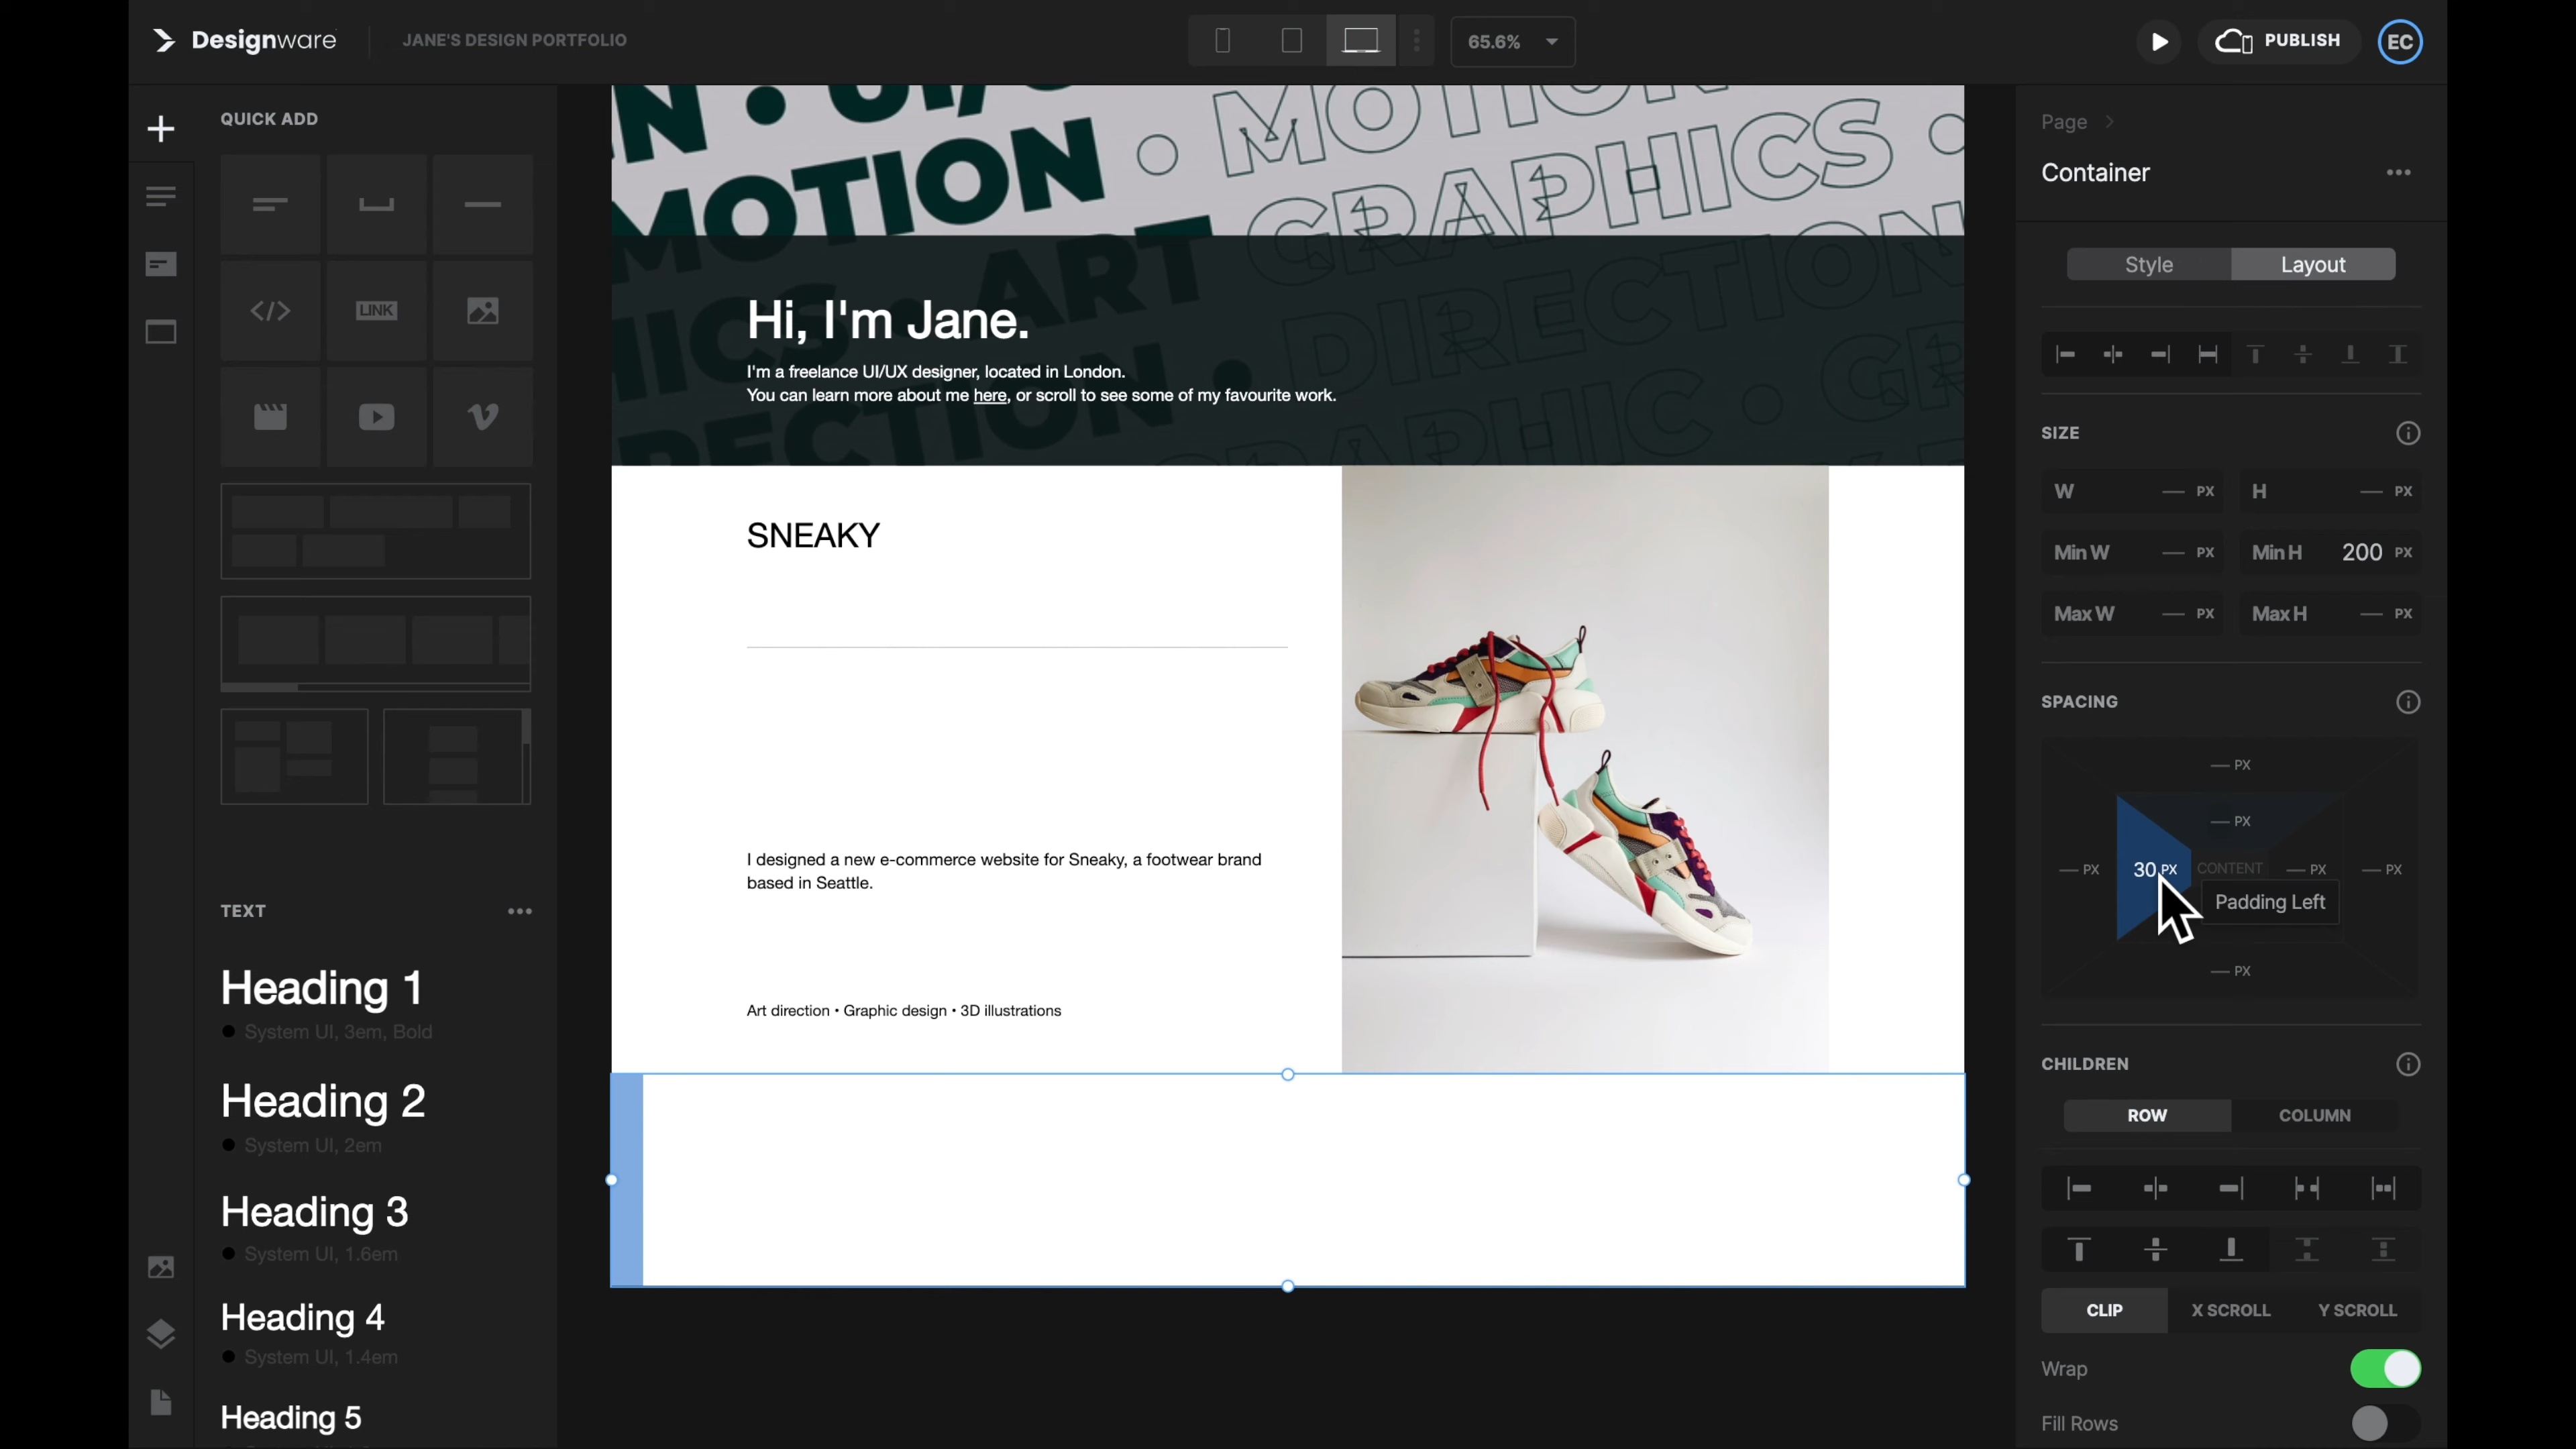 Designware
JANE'S DESIGN PORTFOLIO
65.6%
PUBLISH
EC
QUICK ADD
LINK
TEXT
Heading 1
System UI, 3em, Bold
Heading 2
System UI, 2em
Heading 3
System UI, 1.6em
Heading 4
System UI, 1.4em
Heading 5
MOTION
MOTION
GRAPHICS
ART
DIRECTION
Hi, I'm Jane.
I'm a freelance UI/UX designer, located in London.
You can learn more about me here, or scroll to see some of my favourite work.
SNEAKY
I designed a new e-commerce website for Sneaky, a footwear brand
based in Seattle.
Art direction • Graphic design • 3D illustrations
Page
Container
Style Layout
SIZE
W — PX H — PX
Min W — PX Min H 200 PX
Max W — PX Max H — PX
SPACING
— PX
— PX
— PX 30 PX CONTENT — PX — PX
Padding Left
— PX
CHILDREN
ROW COLUMN
CLIP X SCROLL Y SCROLL
Wrap
Fill Rows